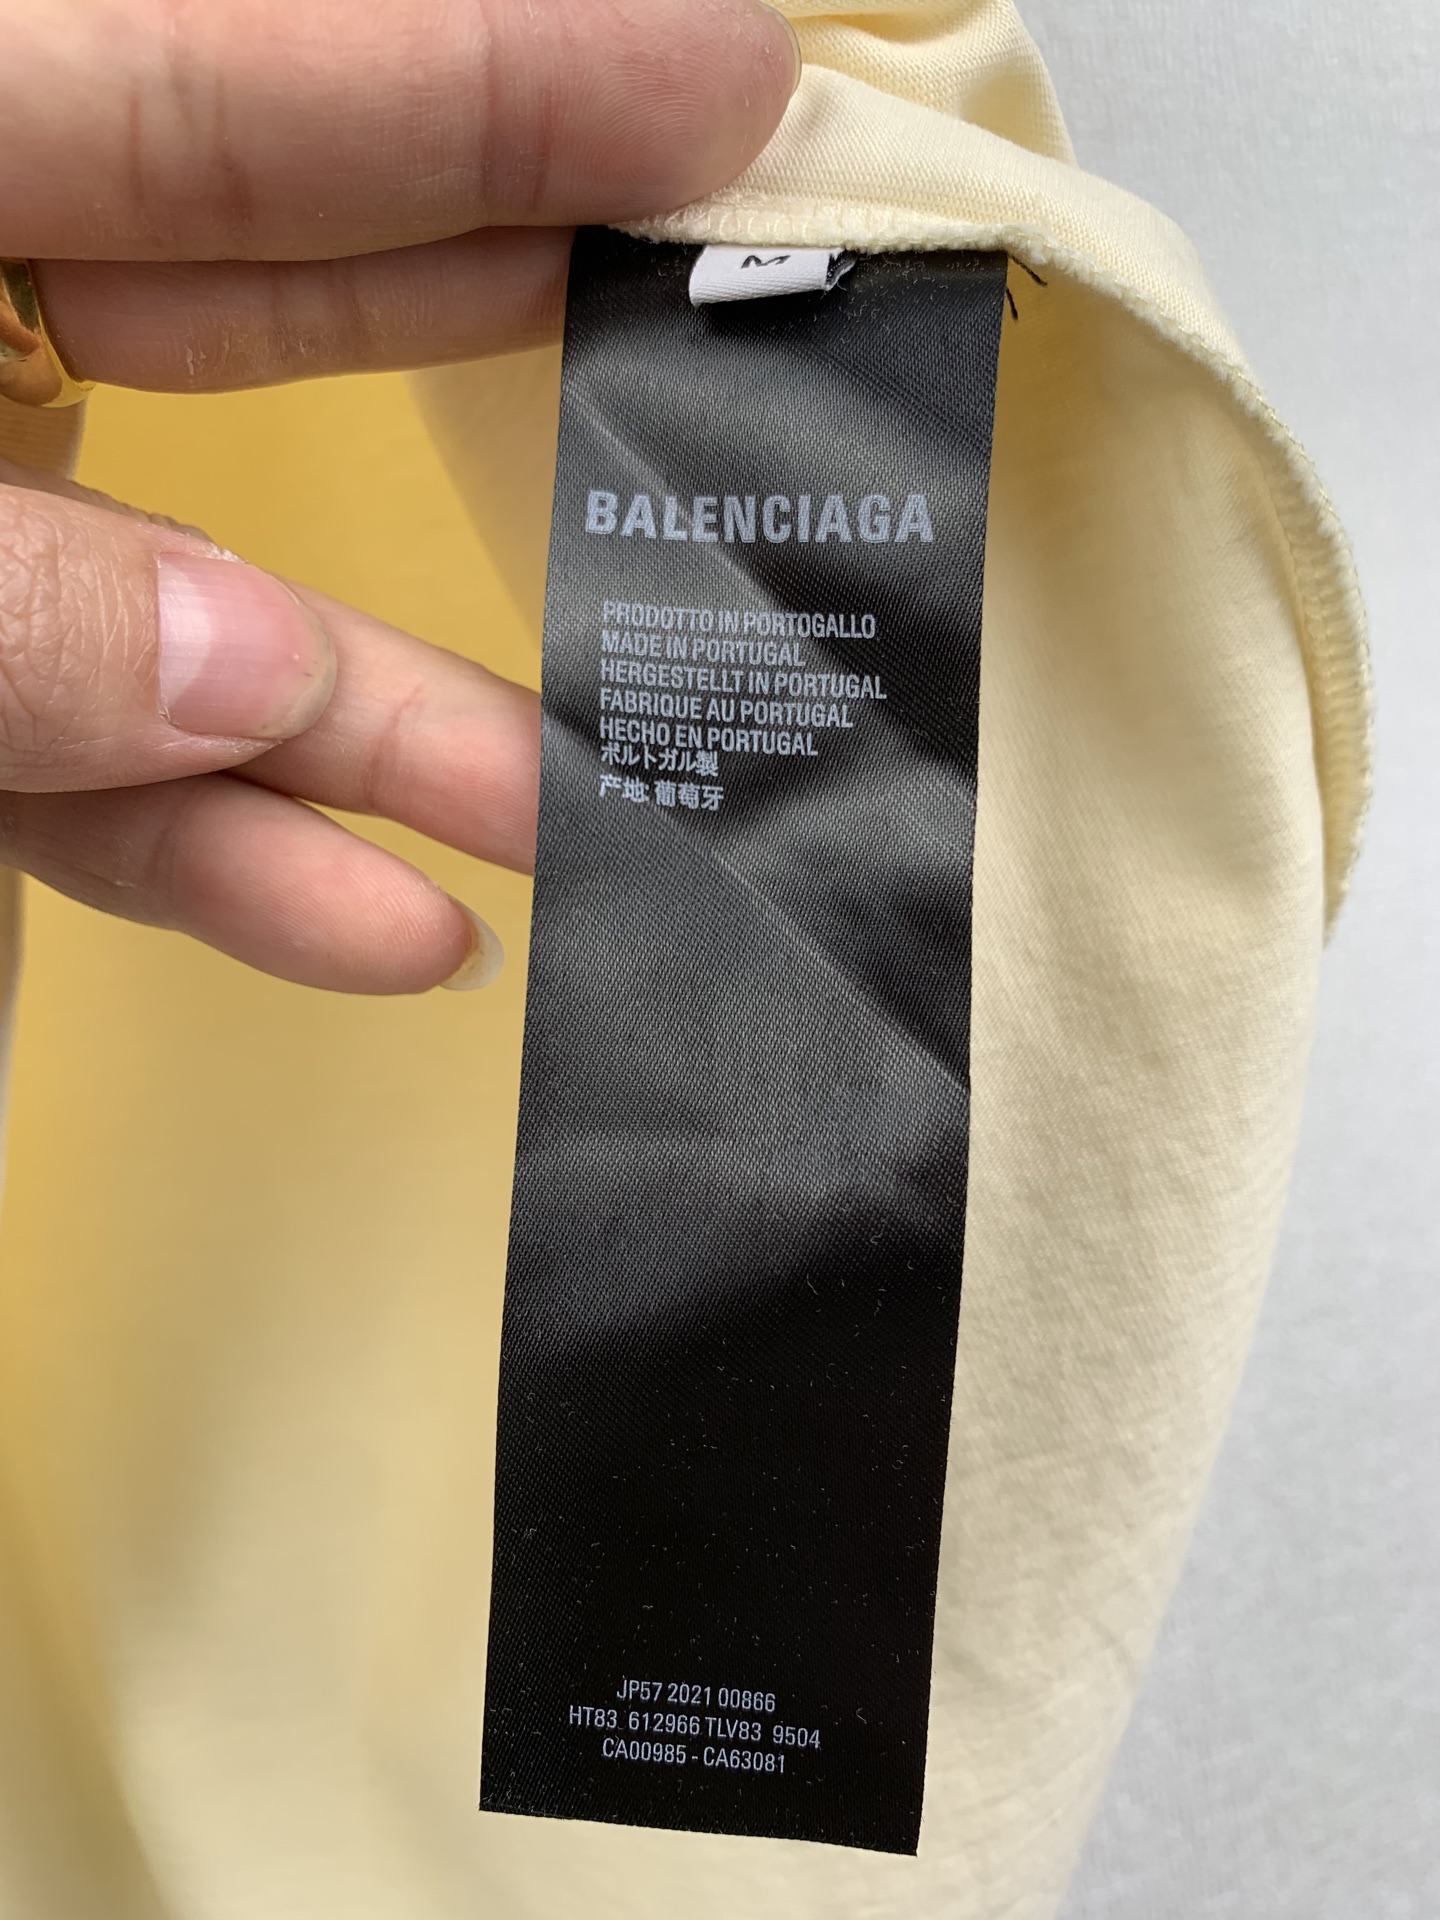 M
BALENCIAGA
PRODOTTO IN PORTOGALLO
MADE IN PORTUGAL
HERGESTELLT IN PORTUGAL
FABRIQUE AU PORTUGAL
HECHO EN PORTUGAL
ポルトガル製
产地: 葡萄牙
JP57 2021 00866
HT83 612966 TLV83 9504
CA00985 - CA63081